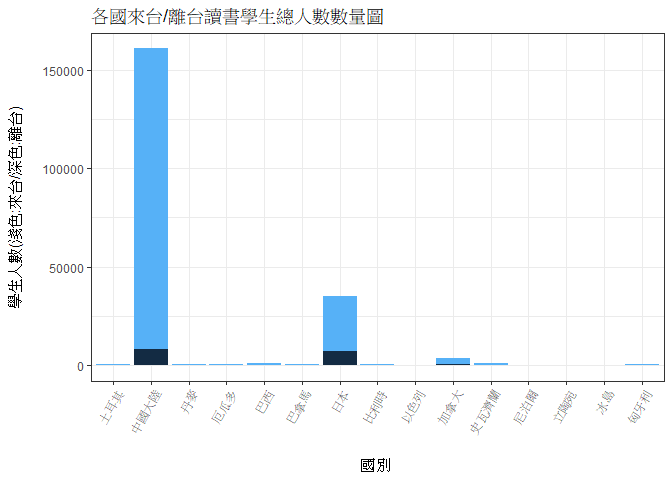 各國來台/離台讀書學生總人數數量圖
學生人數(淺色:來台/深色:離台)
150000
100000
50000
0
土耳其
中國大陸
丹麥
厄瓜多
巴西
巴拿馬
日本
比利時
以色列
加拿大
史瓦濟蘭
尼泊爾
立陶宛
冰島
匈牙利
國別